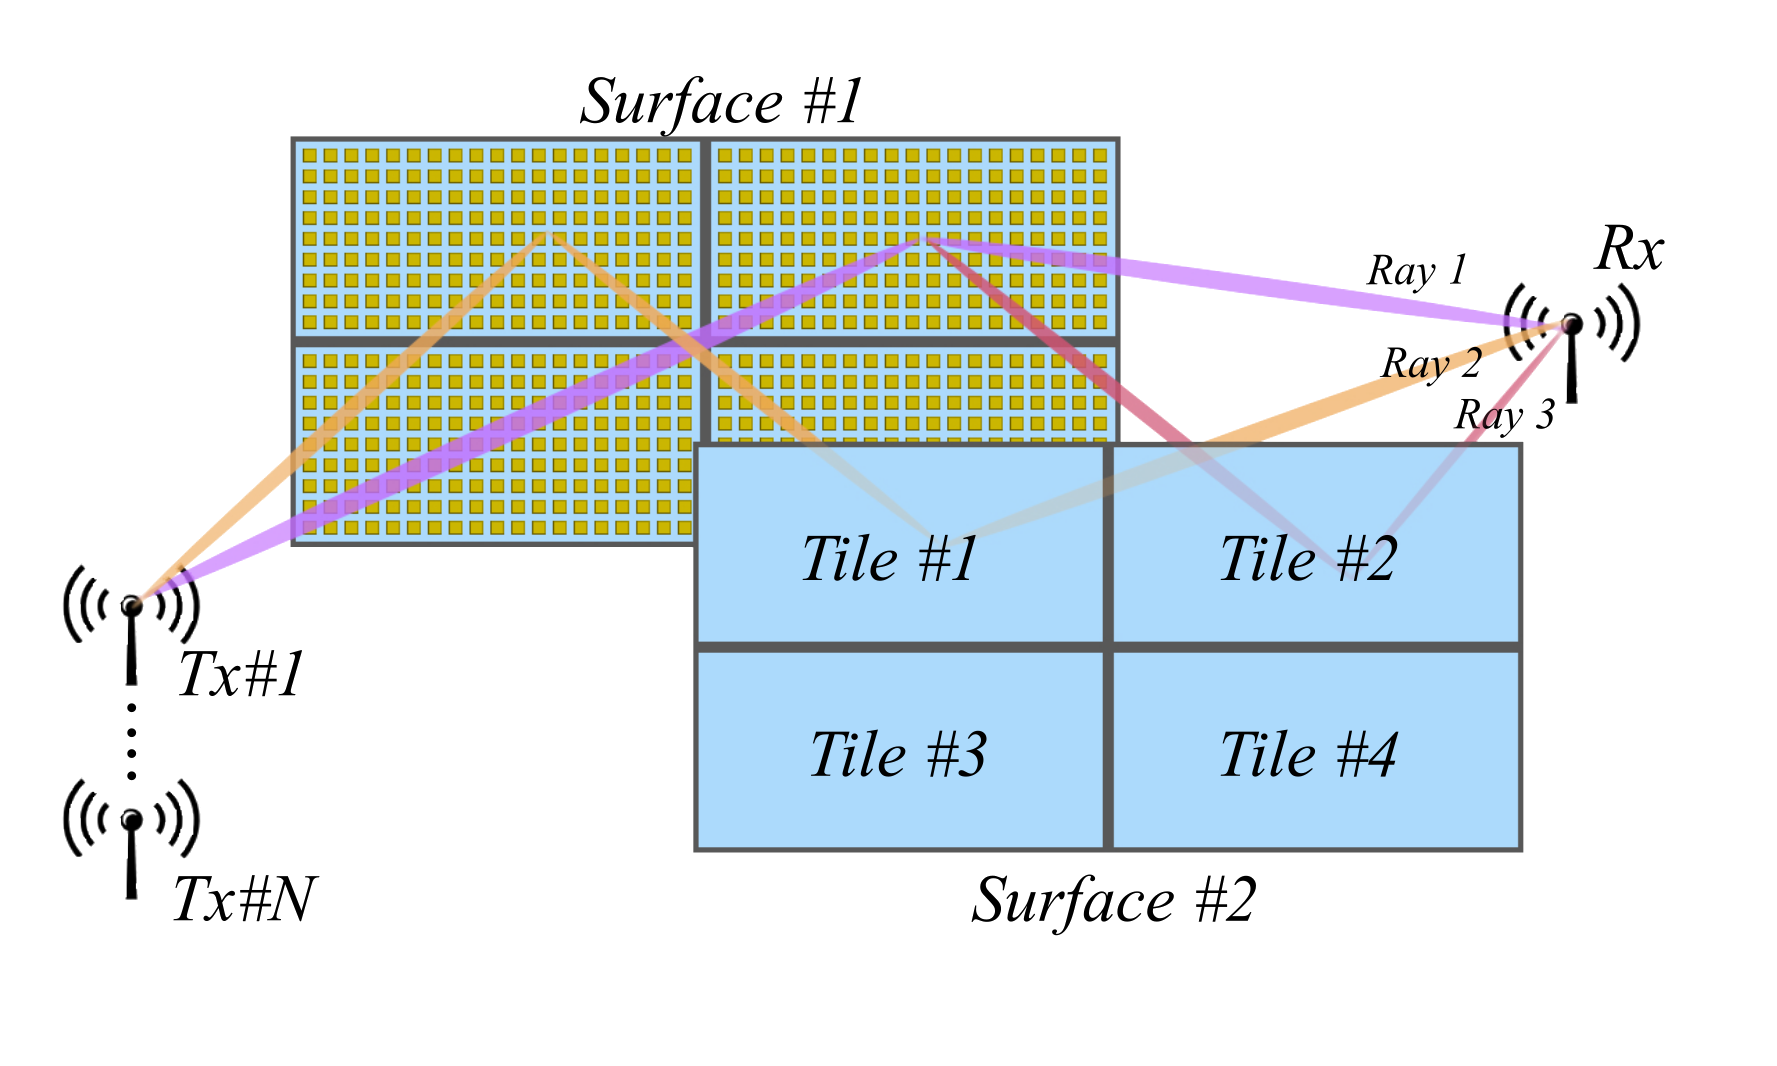 Surface #1
Rx
Ray 1
Ray 2
Ray 3
Tile #1
Tile #2
Tx#1
Tile #3
Tile #4
Tx#N
Surface #2